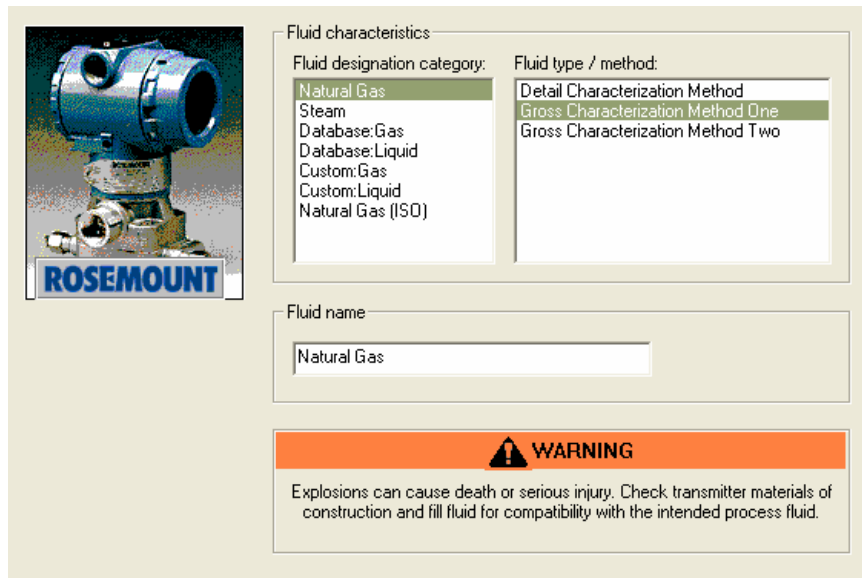 ROSEMOUNT
Fluid characteristics
Fluid designation category:
Natural Gas
Steam
Database:Gas
Database:Liquid
Custom:Gas
Custom:Liquid
Natural Gas (ISO)
Fluid type / method:
Detail Characterization Method
Gross Characterization Method One
Gross Characterization Method Two
Fluid name
Natural Gas
WARNING
Explosions can cause death or serious injury. Check transmitter materials of
construction and fill fluid for compatibility with the intended process fluid.